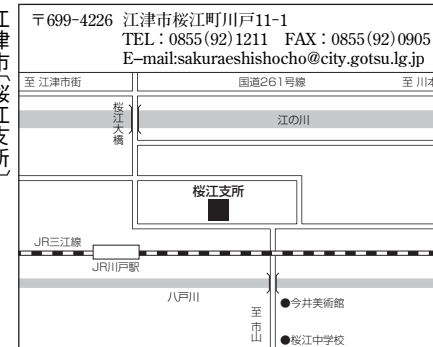 江津市〔桜江支所〕
〒699-4226 江津市桜江町川戸11-1
TEL：0855(92)1211 FAX：0855(92)0905
E-mail:sakuraeshishocho@city.gotsu.lg.jp
至 江津市街
国道261号線
至 川本
桜江大橋
江の川
桜江支所
JR三江線
JR川戸駅
八戸川
至 市山
●今井美術館
●桜江中学校